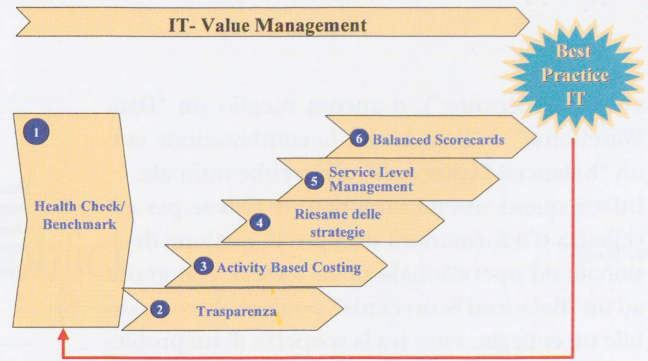 IT- Value Management
Best
Practice
IT
1
Health Check/
Benchmark
6 Balanced Scorecards
5 Service Level
Management
4 Riesame delle
strategie
3 Activity Based Costing
2 Trasparenza